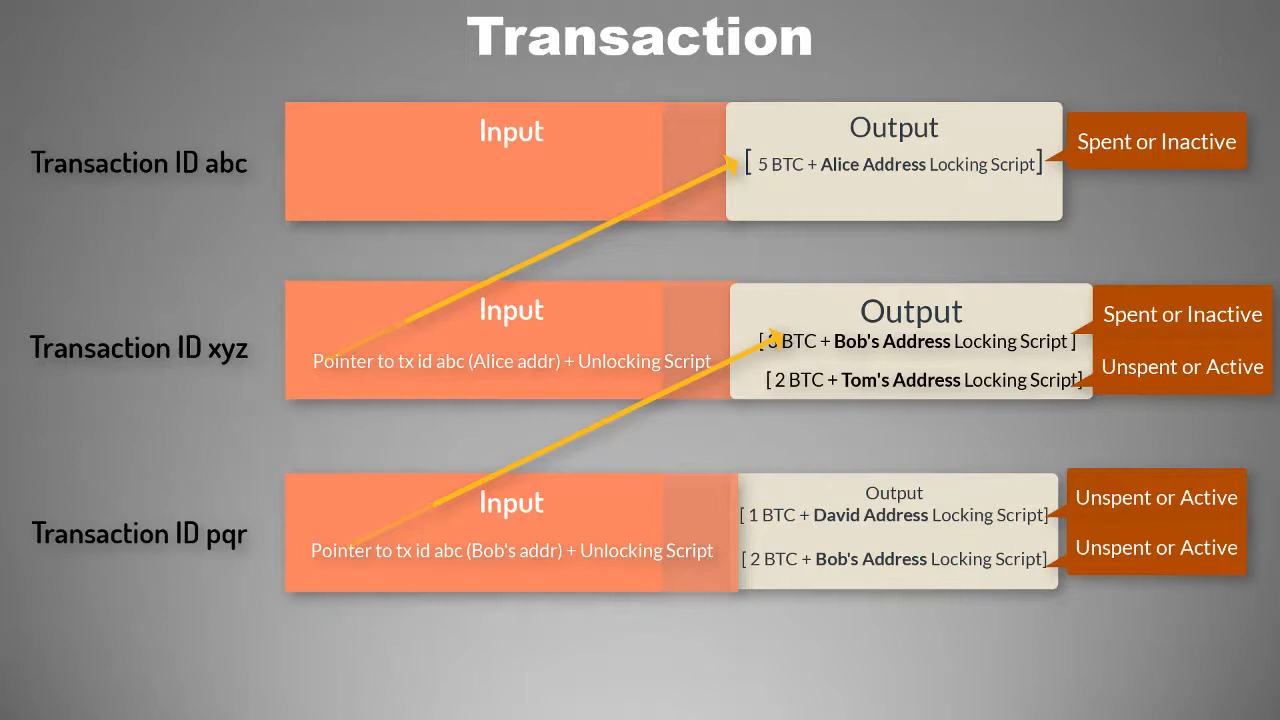 Transaction
Transaction ID abc
Input
Output
[ 5 BTC + Alice Address Locking Script]
Spent or Inactive
Transaction ID xyz
Input
Pointer to tx id abc (Alice addr) + Unlocking Script
Output
[ BTC + Bob's Address Locking Script ]
[ 2 BTC + Tom's Address Locking Script]
Spent or Inactive
Unspent or Active
Transaction ID pqr
Input
Pointer to tx id abc (Bob's addr) + Unlocking Script
Output
[ 1 BTC + David Address Locking Script]
[ 2 BTC + Bob's Address Locking Script]
Unspent or Active
Unspent or Active